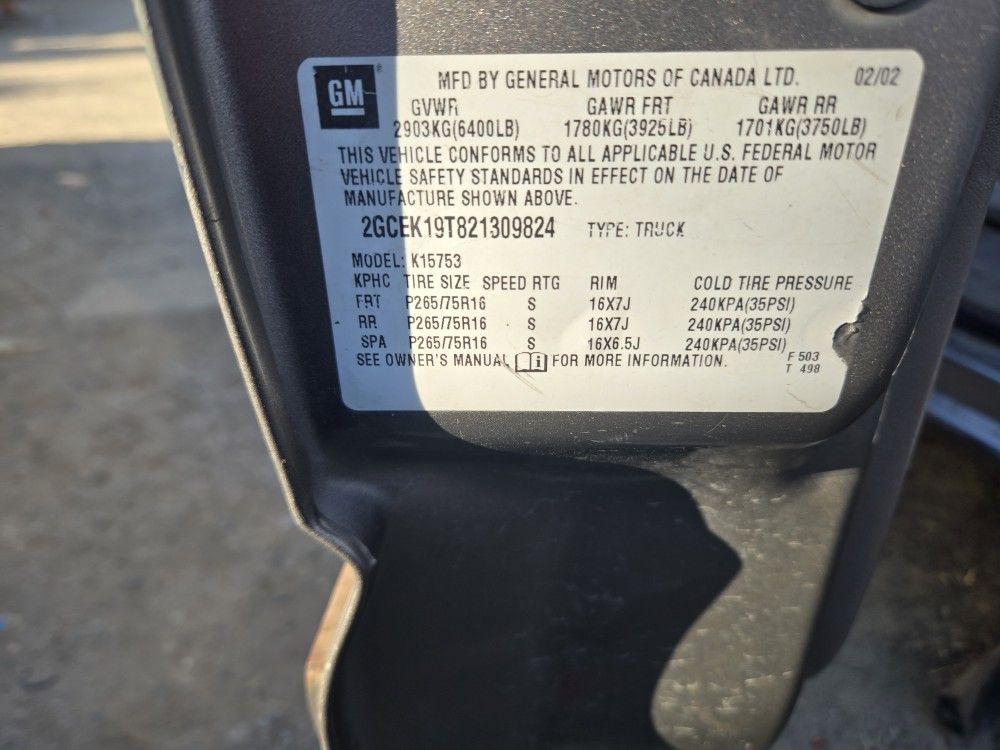 GM ®
MFD BY GENERAL MOTORS OF CANADA LTD. 02/02
GVWR GAWR FRT GAWR RR
2903KG(6400LB) 1780KG(3925LB) 1701KG(3750LB)
THIS VEHICLE CONFORMS TO ALL APPLICABLE U.S. FEDERAL MOTOR
VEHICLE SAFETY STANDARDS IN EFFECT ON THE DATE OF
MANUFACTURE SHOWN ABOVE.
2GCEK19T821309824 TYPE: TRUCK
MODEL: K15753
KPHC TIRE SIZE SPEED RTG RIM COLD TIRE PRESSURE
FRT P265/75R16 S 16X7J 240KPA(35PSI)
RR P265/75R16 S 16X7J 240KPA(35PSI)
SPA P265/75R16 S 16X6.5J 240KPA(35PSI)
SEE OWNER'S MANUAL i FOR MORE INFORMATION.
F 503
T 498